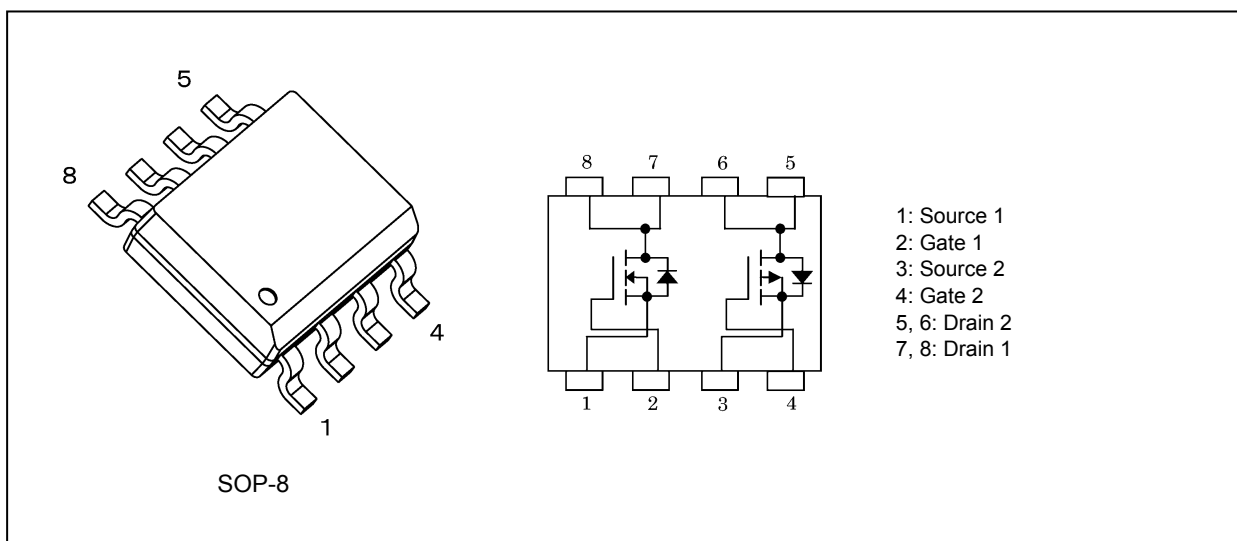 5
8
4
1
SOP-8
8 7 6 5
1 2 3 4
1: Source 1
2: Gate 1
3: Source 2
4: Gate 2
5, 6: Drain 2
7, 8: Drain 1